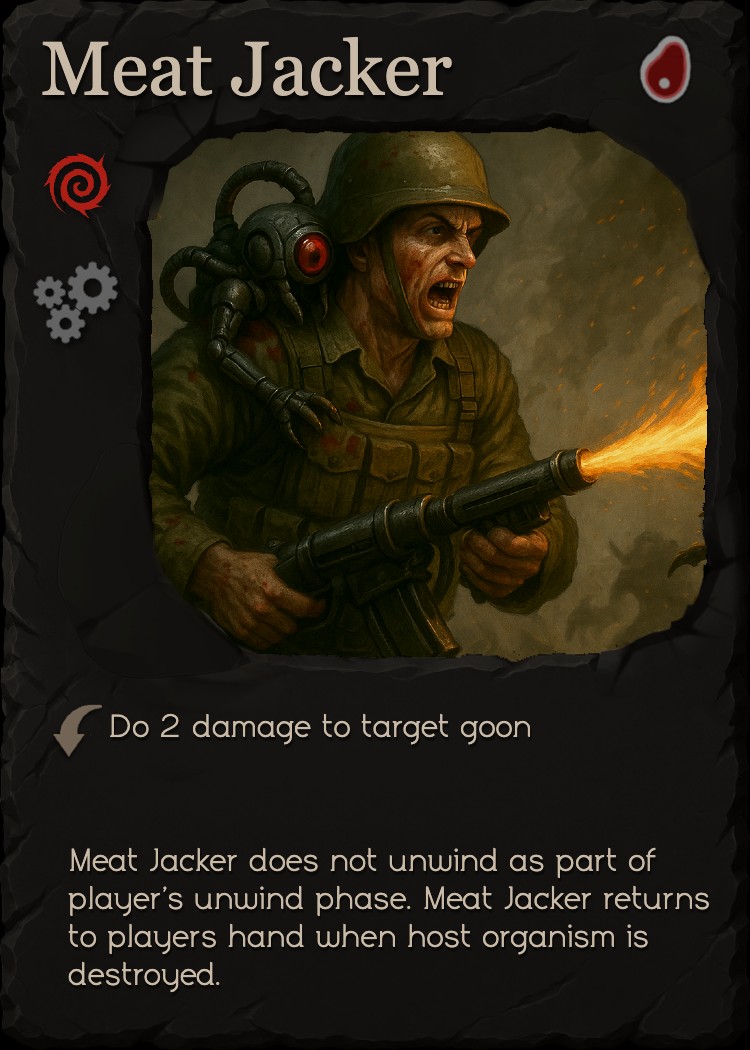 Meat Jacker
Do 2 damage to target goon
Meat Jacker does not unwind as part of
player's unwind phase. Meat Jacker returns
to players hand when host organism is
destroyed.